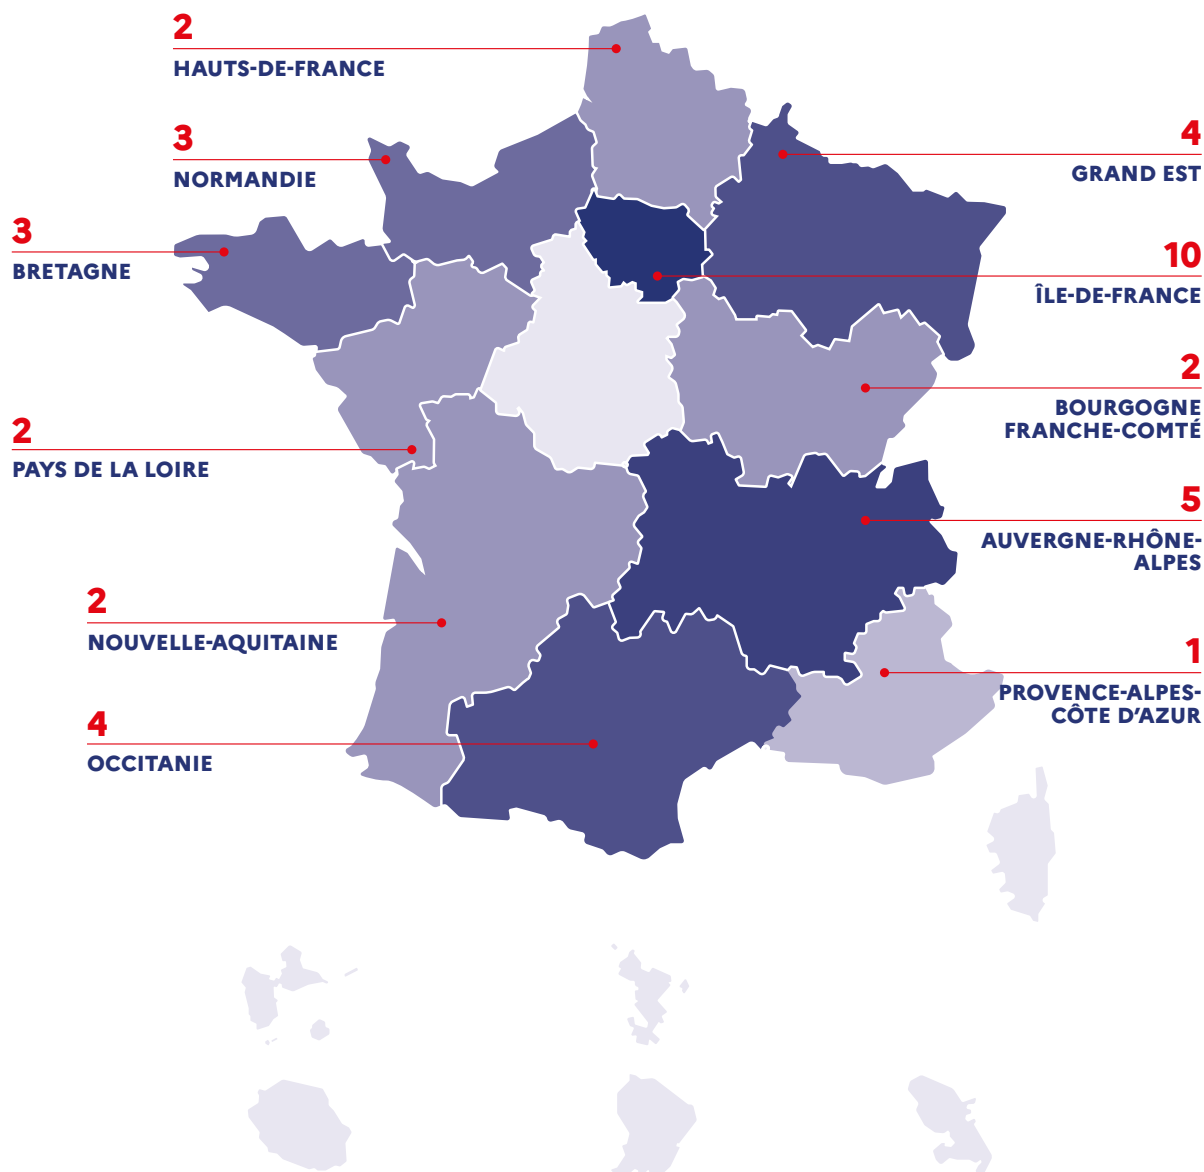 2
HAUTS-DE-FRANCE
3
NORMANDIE
3
BRETAGNE
2
PAYS DE LA LOIRE
2
NOUVELLE-AQUITAINE
4
OCCITANIE
4
GRAND EST
10
ÎLE-DE-FRANCE
2
BOURGOGNE
FRANCHE-COMTÉ
5
AUVERGNE-RHÔNE-
ALPES
1
PROVENCE-ALPES-
CÔTE D'AZUR